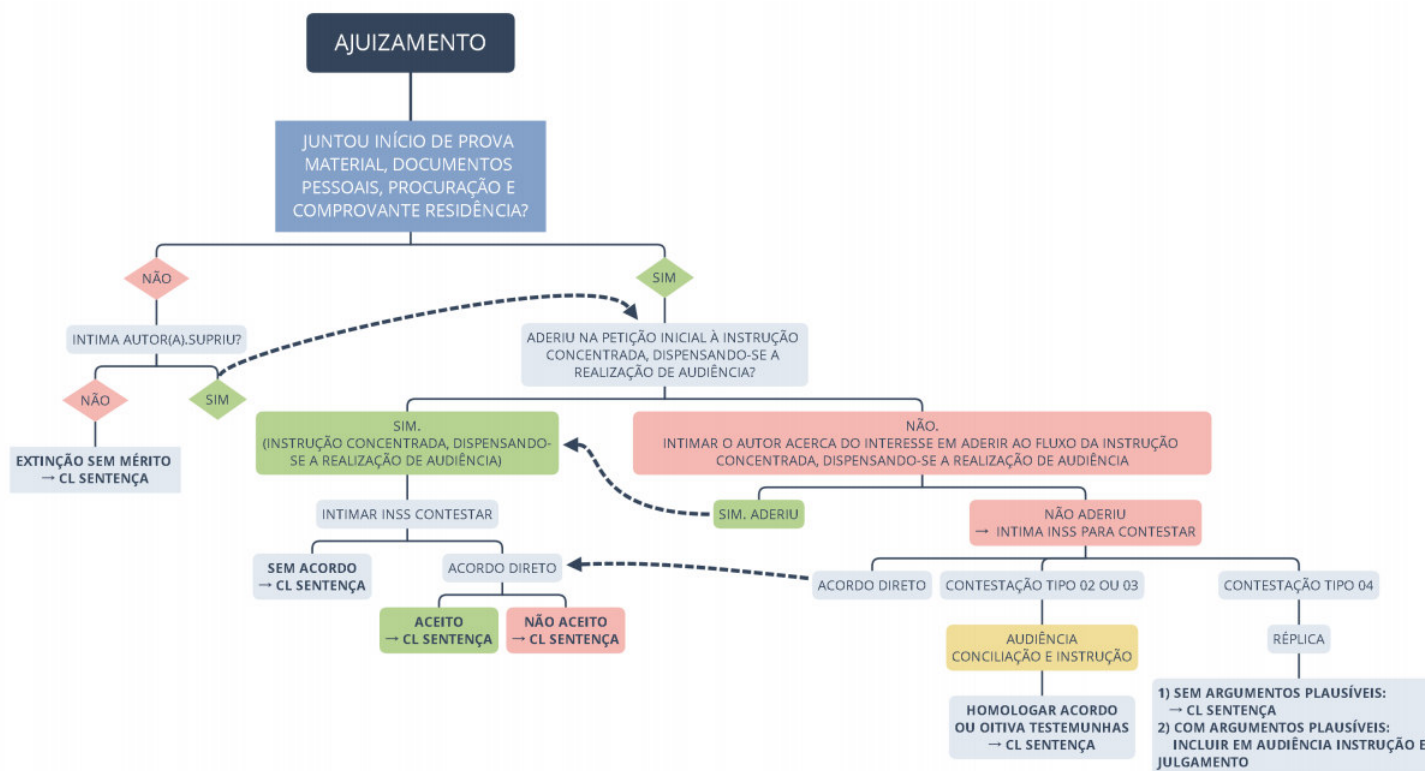 AJUIZAMENTO
JUNTOU INÍCIO DE PROVA
MATERIAL, DOCUMENTOS
PESSOAIS, PROCURAÇÃO E
COMPROVANTE RESIDÊNCIA?
NÃO
SIM
INTIMA AUTOR(A).SUPRIU?
NÃO
SIM
EXTINÇÃO SEM MÉRITO
→ CL SENTENÇA
ADERIU NA PETIÇÃO INICIAL À INSTRUÇÃO
CONCENTRADA, DISPENSANDO-SE A
REALIZAÇÃO DE AUDIÊNCIA?
SIM.
(INSTRUÇÃO CONCENTRADA, DISPENSANDO-
SE A REALIZAÇÃO DE AUDIÊNCIA)
NÃO.
INTIMAR O AUTOR ACERCA DO INTERESSE EM ADERIR AO FLUXO DA INSTRUÇÃO
CONCENTRADA, DISPENSANDO-SE A REALIZAÇÃO DE AUDIÊNCIA
INTIMAR INSS CONTESTAR
SIM. ADERIU
NÃO ADERIU
→ INTIMA INSS PARA CONTESTAR
SEM ACORDO
→ CL SENTENÇA
ACORDO DIRETO
ACEITO
→ CL SENTENÇA
NÃO ACEITO
→ CL SENTENÇA
ACORDO DIRETO
CONTESTAÇÃO TIPO 02 OU 03
CONTESTAÇÃO TIPO 04
AUDIÊNCIA
CONCILIAÇÃO E INSTRUÇÃO
RÉPLICA
HOMOLOGAR ACORDO
OU OITIVA TESTEMUNHAS
→ CL SENTENÇA
1) SEM ARGUMENTOS PLAUSÍVEIS:
→ CL SENTENÇA
2) COM ARGUMENTOS PLAUSÍVEIS:
INCLUIR EM AUDIÊNCIA INSTRUÇÃO E
JULGAMENTO